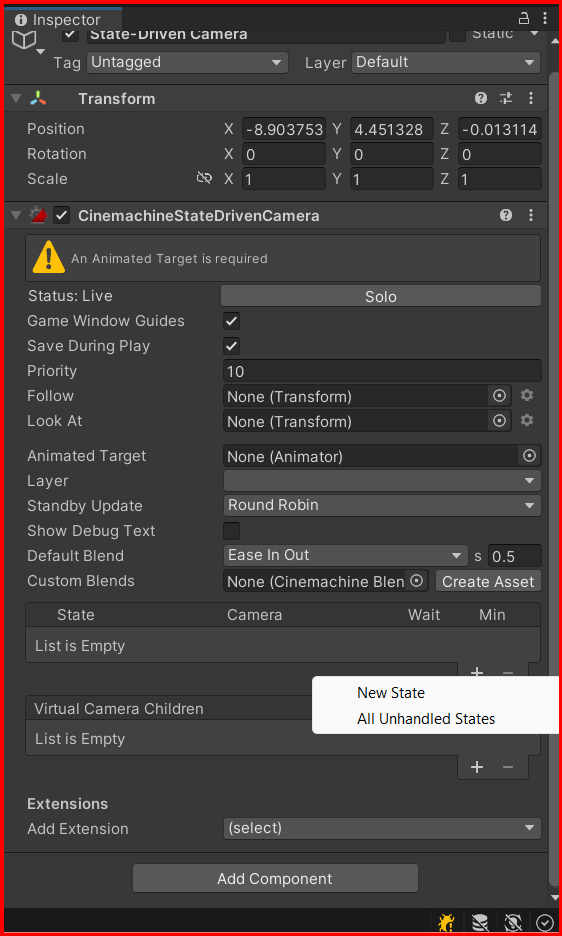 Inspector
State-Driven Camera Static
Tag Untagged Layer Default
Transform
Position X -8.903753 Y 4.451328 Z -0.013114
Rotation X 0 Y 0 Z 0
Scale X 1 Y 1 Z 1
CinemachineStateDrivenCamera
An Animated Target is required
Status: Live Solo
Game Window Guides
Save During Play
Priority 10
Follow None (Transform)
Look At None (Transform)
Animated Target None (Animator)
Layer
Standby Update Round Robin
Show Debug Text
Default Blend Ease In Out s 0.5
Custom Blends None (Cinemachine Blen Create Asset
State Camera Wait Min
List is Empty
New State
Virtual Camera Children All Unhandled States
List is Empty
Extensions
Add Extension (select)
Add Component